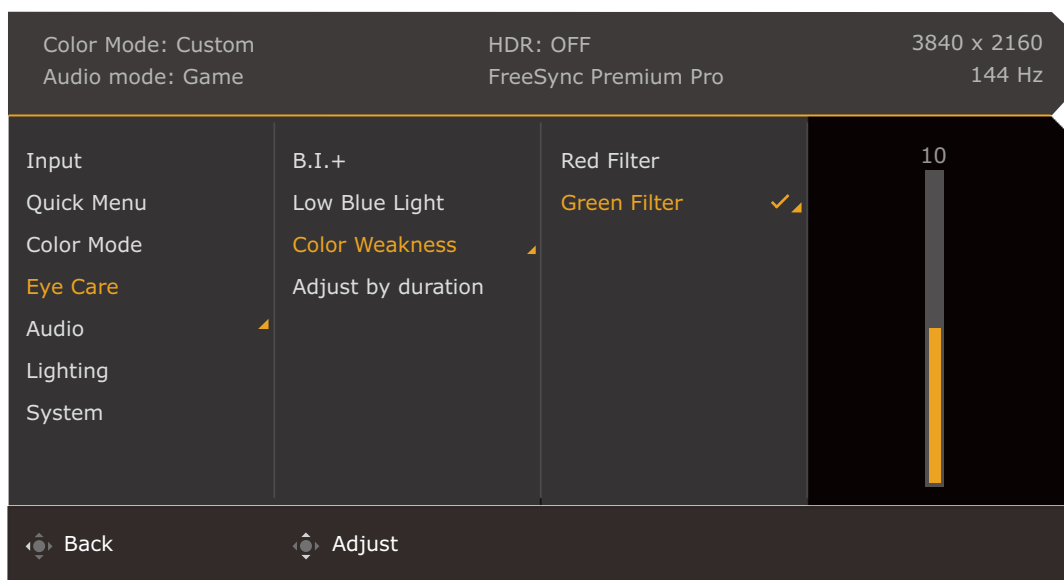 Color Mode: Custom
HDR: OFF
3840 x 2160
Audio mode: Game
FreeSync Premium Pro
144 Hz
Input
B.I.+
Red Filter
10
Quick Menu
Low Blue Light
Green Filter
Color Mode
Color Weakness
Eye Care
Adjust by duration
Audio
Lighting
System
Back
Adjust